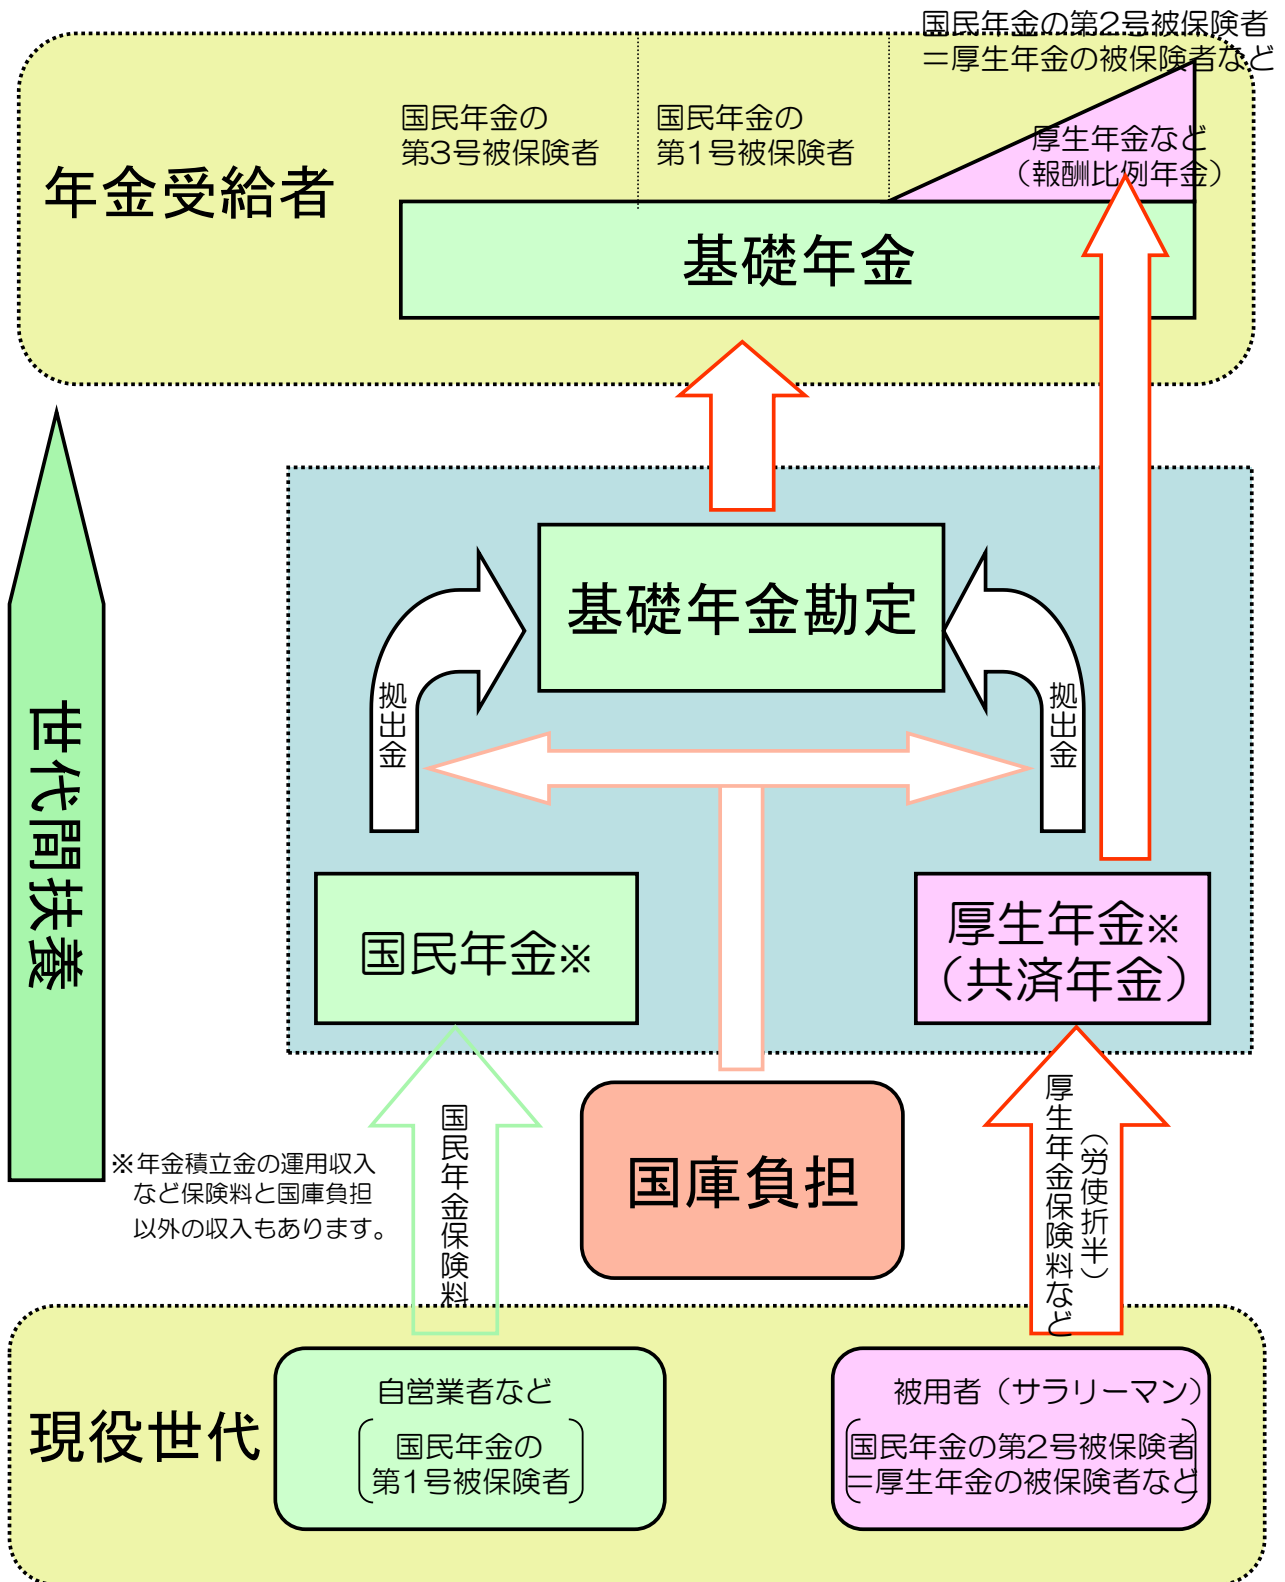 国民年金の第2号被保険者
＝厚生年金の被保険者など
国民年金の
第3号被保険者
国民年金の
第1号被保険者
厚生年金など
（報酬比例年金）
年金受給者
基礎年金
基礎年金勘定
拠出金
拠出金
世代間扶養
国民年金※
厚生年金※
（共済年金）
国民年金保険料
厚生年金保険料など
（労使折半）
国庫負担
※年金積立金の運用収入
など保険料と国庫負担
以外の収入もあります。
現役世代
自営業者など
国民年金の
第1号被保険者
被用者（サラリーマン）
国民年金の第2号被保険者
＝厚生年金の被保険者など